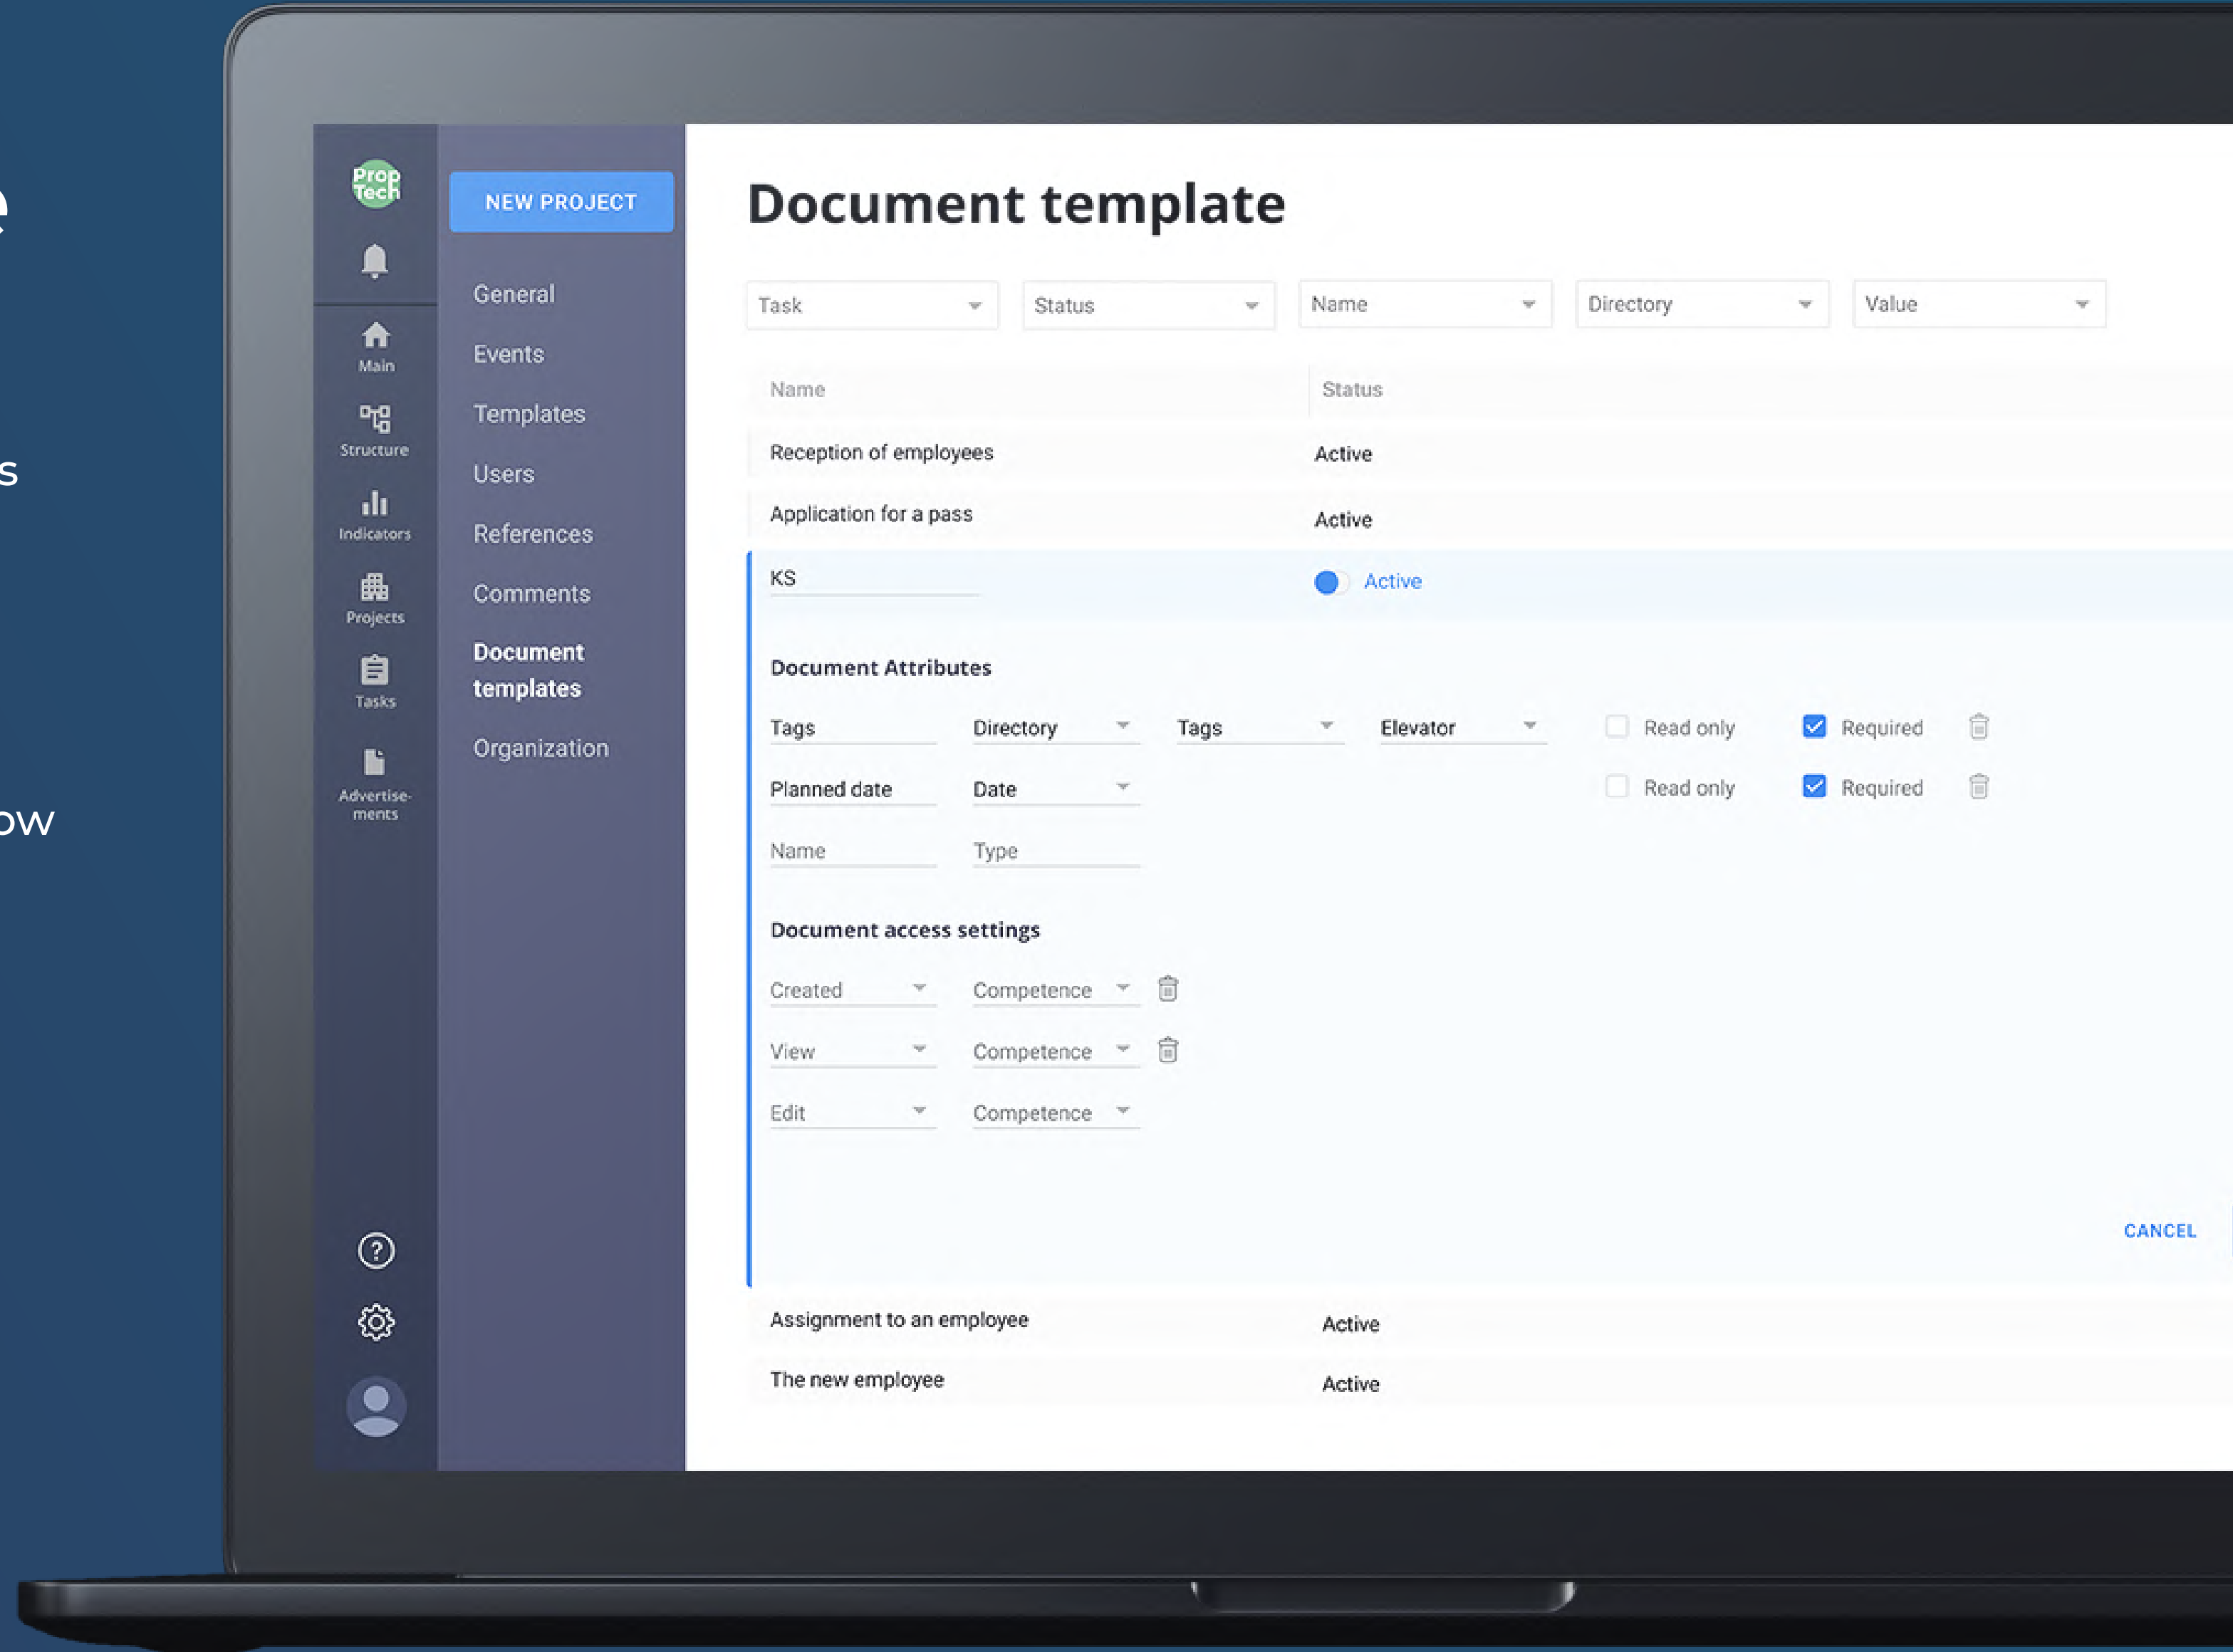 Prop
Tech
NEW PROJECT
General
Events
Templates
Users
References
Comments
Document
templates
Organization
Main
Structure
Indicators
Projects
Tasks
Advertise-
ments
Document template
Task Status Name Directory Value
Name Status
Reception of employees Active
Application for a pass Active
KS Active
Document Attributes
Tags Directory Tags Elevator Read only Required
Planned date Date Read only Required
Name Type
Document access settings
Created Competence
View Competence
Edit Competence
CANCEL
Assignment to an employee Active
The new employee Active